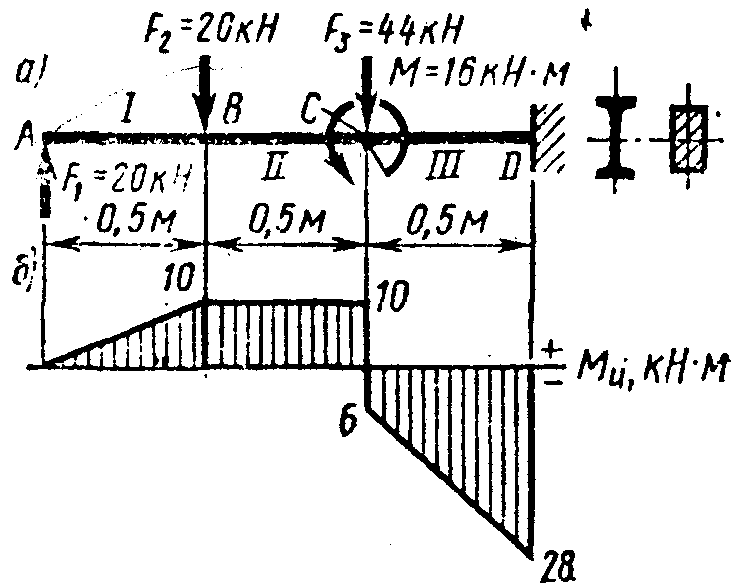 F₂=20кН F₃=44кН
а) M=16кН·м
A I B C
II III D
F₁=20кН
0,5м 0,5м 0,5м
б)
10 10
+
− Mи, кН·м
6
28